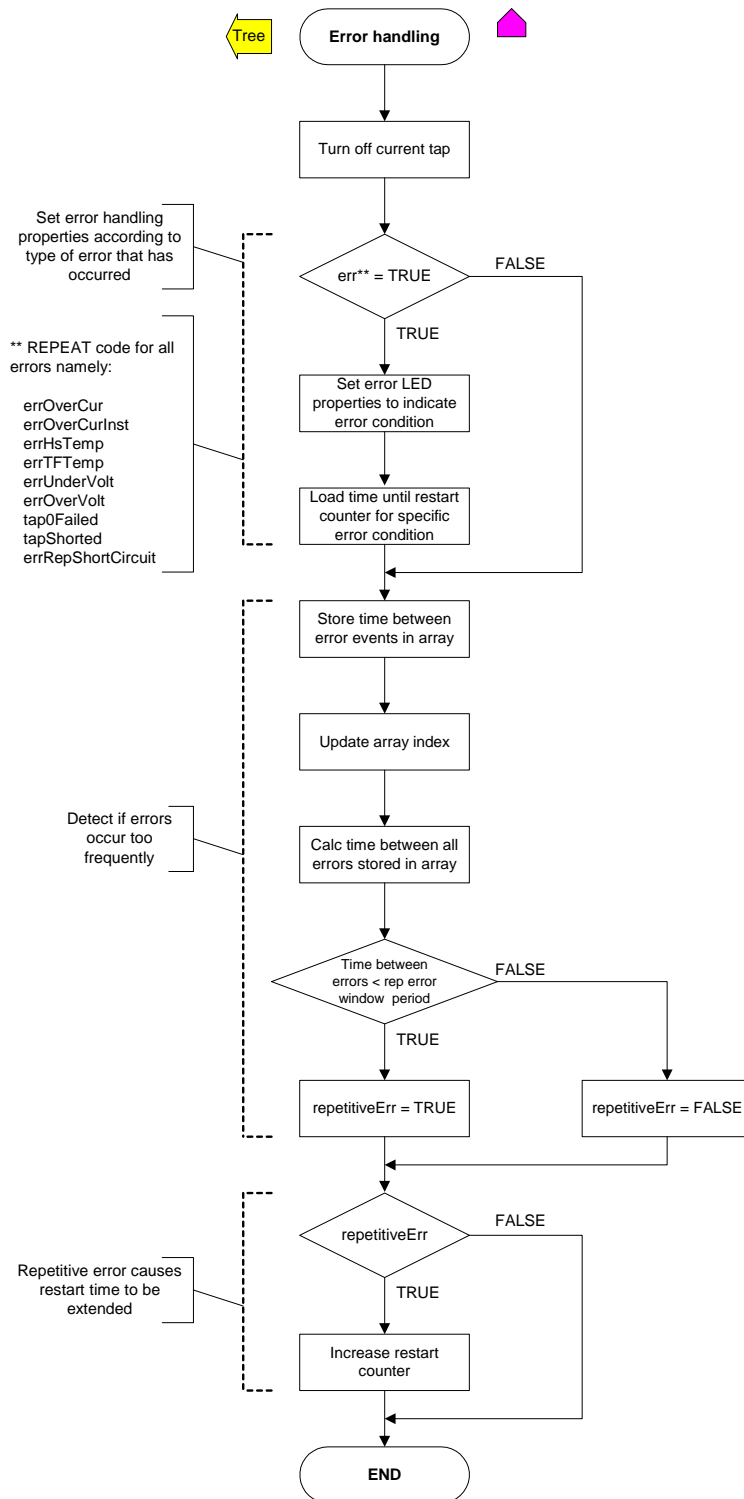 Tree
Error handling
Turn off current tap
Set error handling
properties according to
type of error that has
occurred
err** = TRUE
FALSE
TRUE
** REPEAT code for all
errors namely:
errOverCur
errOverCurInst
errHsTemp
errTFTemp
errUnderVolt
errOverVolt
tap0Failed
tapShorted
errRepShortCircuit
Set error LED
properties to indicate
error condition
Load time until restart
counter for specific
error condition
Store time between
error events in array
Update array index
Detect if errors
occur too
frequently
Calc time between all
errors stored in array
Time between
errors < rep error
window period
FALSE
TRUE
repetitiveErr = TRUE
repetitiveErr = FALSE
repetitiveErr
FALSE
TRUE
Repetitive error causes
restart time to be
extended
Increase restart
counter
END